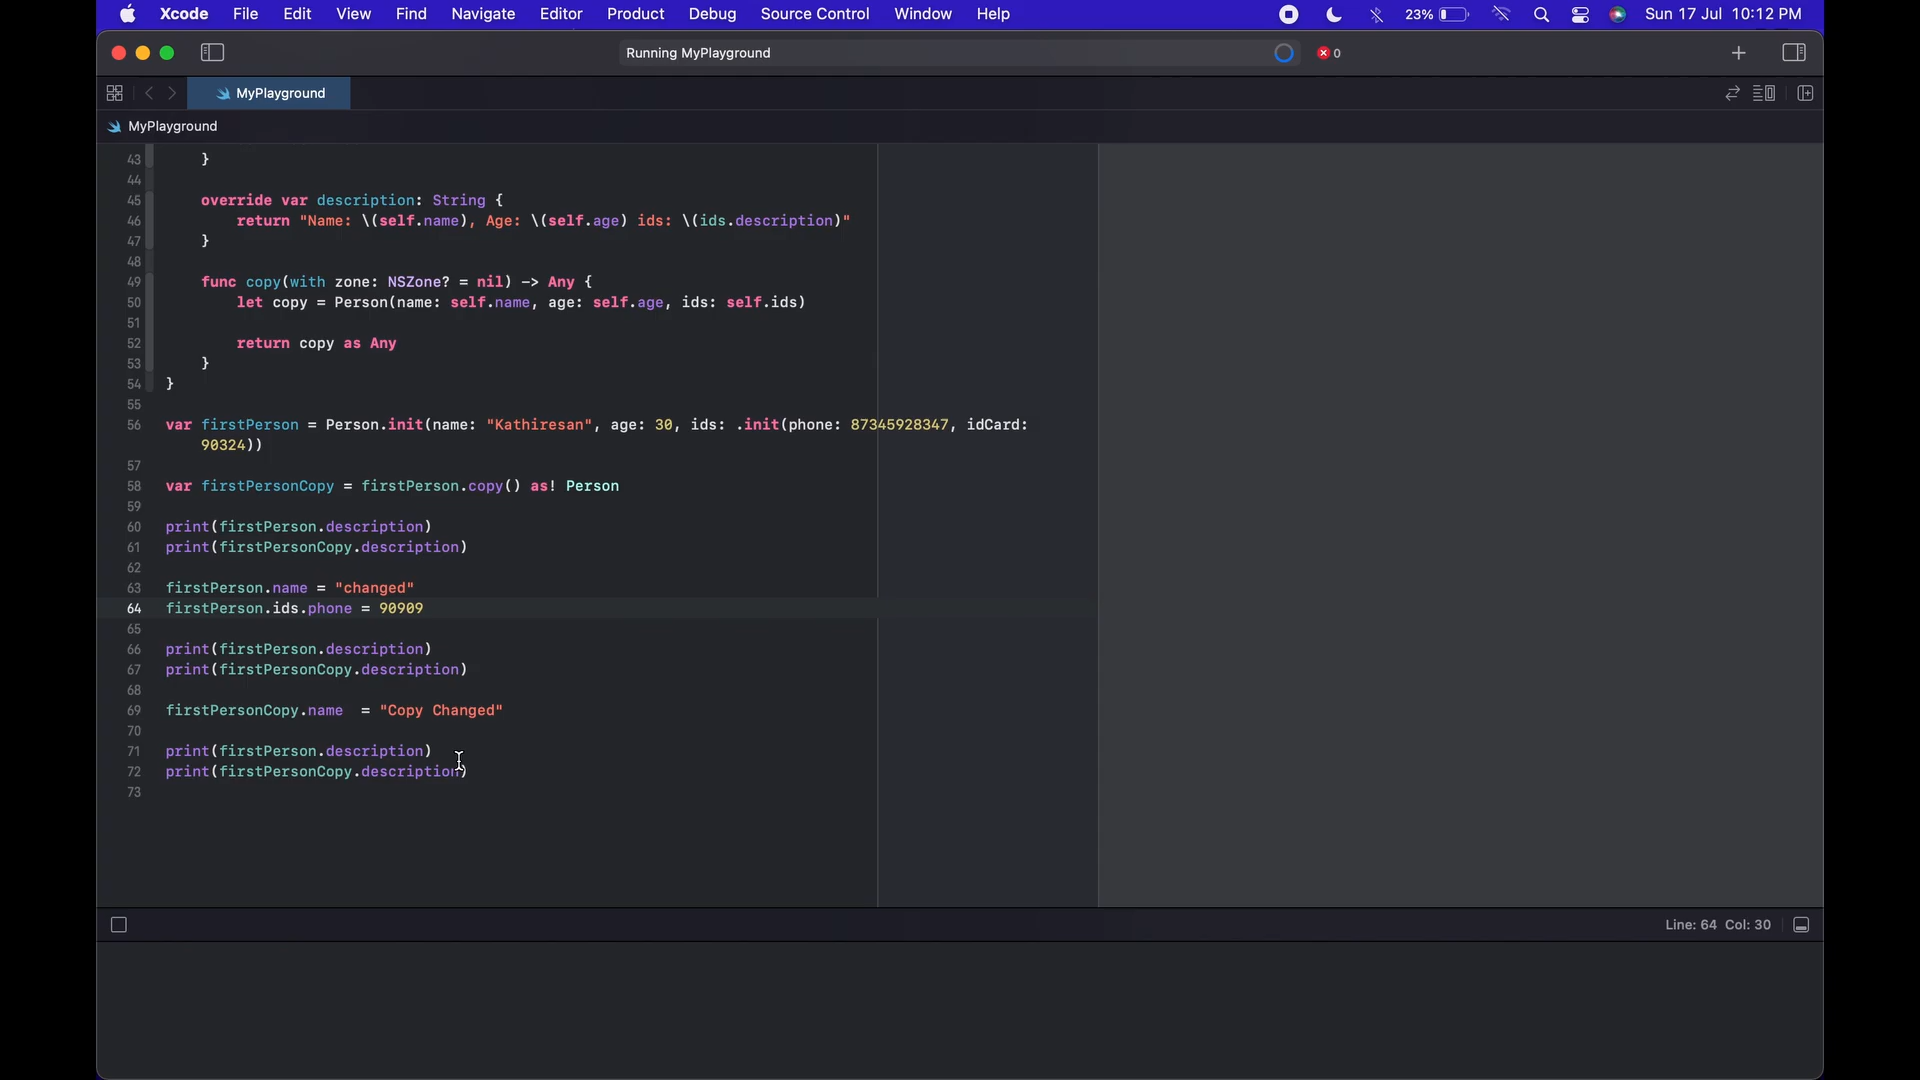 Xcode File Edit View Find Navigate Editor Product Debug Source Control Window Help 23% Sun 17 Jul 10:12 PM
Running MyPlayground 0
MyPlayground
MyPlayground
43 }
44
45 override var description: String {
46 return "Name: \(self.name), Age: \(self.age) ids: \(ids.description)"
47 }
48
49 func copy(with zone: NSZone? = nil) -> Any {
50 let copy = Person(name: self.name, age: self.age, ids: self.ids)
51
52 return copy as Any
53 }
54 }
55
56 var firstPerson = Person.init(name: "Kathiresan", age: 30, ids: .init(phone: 87345928347, idCard:
90324))
57
58 var firstPersonCopy = firstPerson.copy() as! Person
59
60 print(firstPerson.description)
61 print(firstPersonCopy.description)
62
63 firstPerson.name = "changed"
64 firstPerson.ids.phone = 90909
65
66 print(firstPerson.description)
67 print(firstPersonCopy.description)
68
69 firstPersonCopy.name  = "Copy Changed"
70
71 print(firstPerson.description)
72 print(firstPersonCopy.description)
73
Line: 64 Col: 30